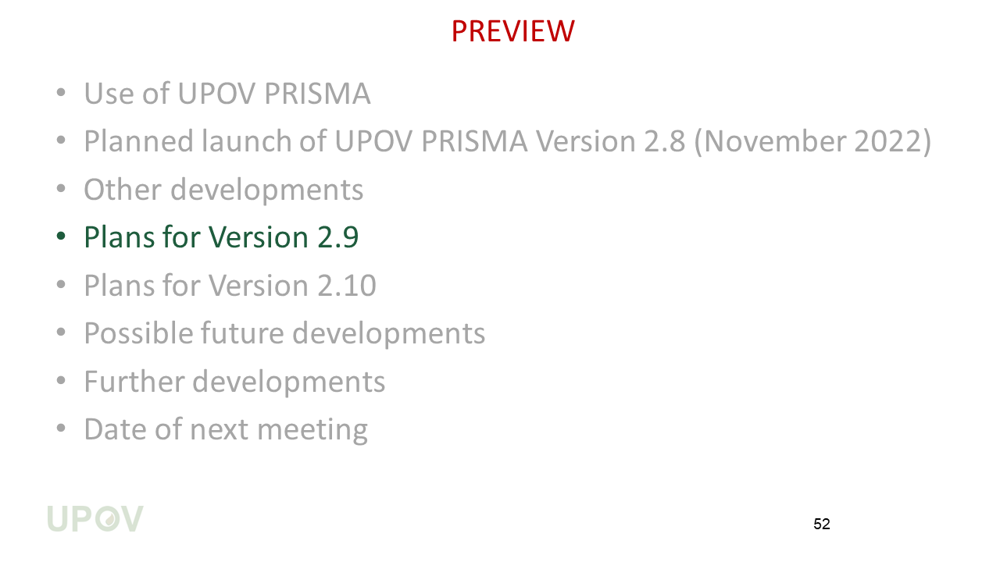 PREVIEW
• Use of UPOV PRISMA
• Planned launch of UPOV PRISMA Version 2.8 (November 2022)
• Other developments
• Plans for Version 2.9
• Plans for Version 2.10
• Possible future developments
• Further developments
• Date of next meeting
UPOV
52